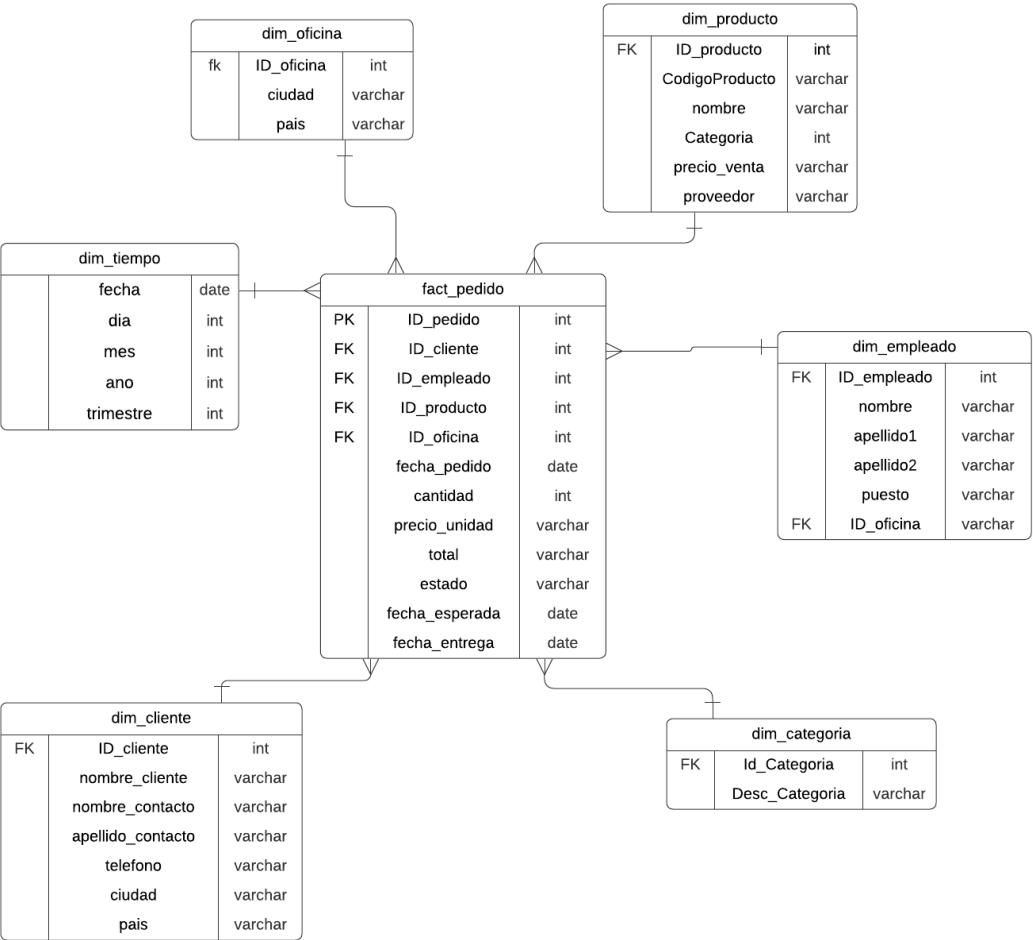 dim_oficina
fk ID_oficina int
ciudad varchar
pais varchar
dim_producto
FK ID_producto int
CodigoProducto varchar
nombre varchar
Categoria int
precio_venta varchar
proveedor varchar
dim_tiempo
fecha date
dia int
mes int
ano int
trimestre int
fact_pedido
PK ID_pedido int
FK ID_cliente int
FK ID_empleado int
FK ID_producto int
FK ID_oficina int
fecha_pedido date
cantidad int
precio_unidad varchar
total varchar
estado varchar
fecha_esperada date
fecha_entrega date
dim_empleado
FK ID_empleado int
nombre varchar
apellido1 varchar
apellido2 varchar
puesto varchar
FK ID_oficina varchar
dim_cliente
FK ID_cliente int
nombre_cliente varchar
nombre_contacto varchar
apellido_contacto varchar
telefono varchar
ciudad varchar
pais varchar
dim_categoria
FK Id_Categoria int
Desc_Categoria varchar